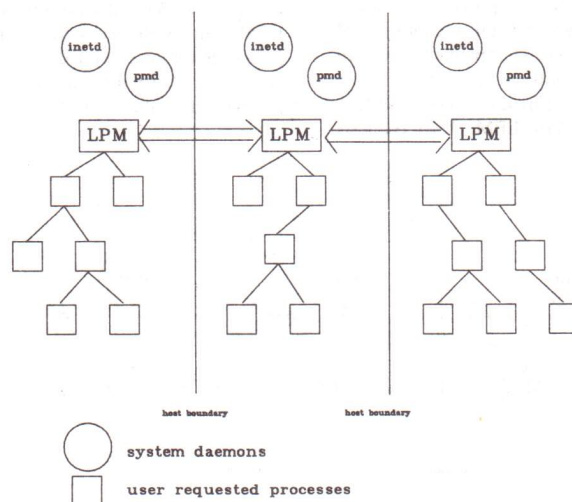 inetd
inetd
inetd
pmd
pmd
pmd
LPM
LPM
LPM
host boundary
host boundary
system daemons
user requested processes